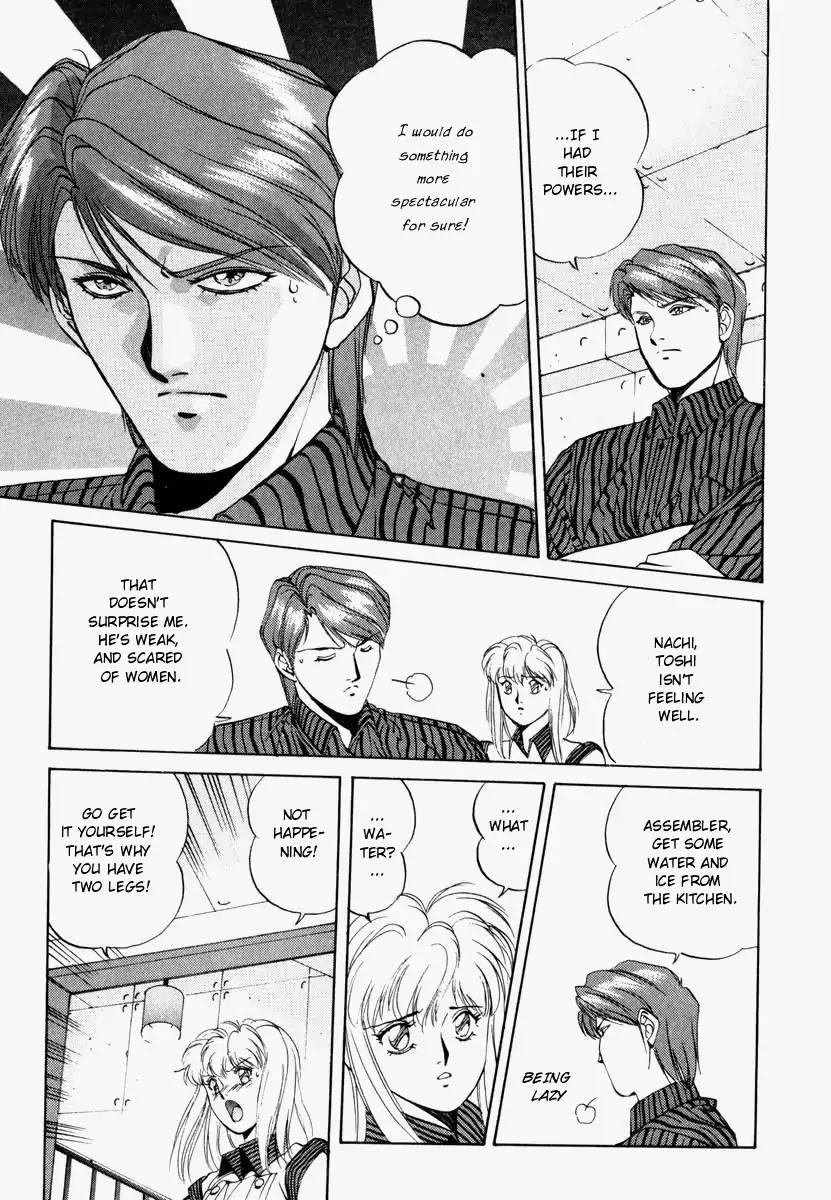 ...IF I
HAD
THEIR
POWERS...
I would do
something
more
spectacular
for sure!
NACHI,
TOSHI
ISN'T
FEELING
WELL.
THAT
DOESN'T
SURPRISE ME.
HE'S WEAK,
AND SCARED
OF WOMEN.
ASSEMBLER,
GET SOME
WATER AND
ICE FROM
THE KITCHEN.
BEING
LAZY
...
WHAT
...
...
WA-
TER?
...
NOT
HAPPE-
NING!
GO GET
IT YOURSELF!
THAT'S WHY
YOU HAVE
TWO LEGS!